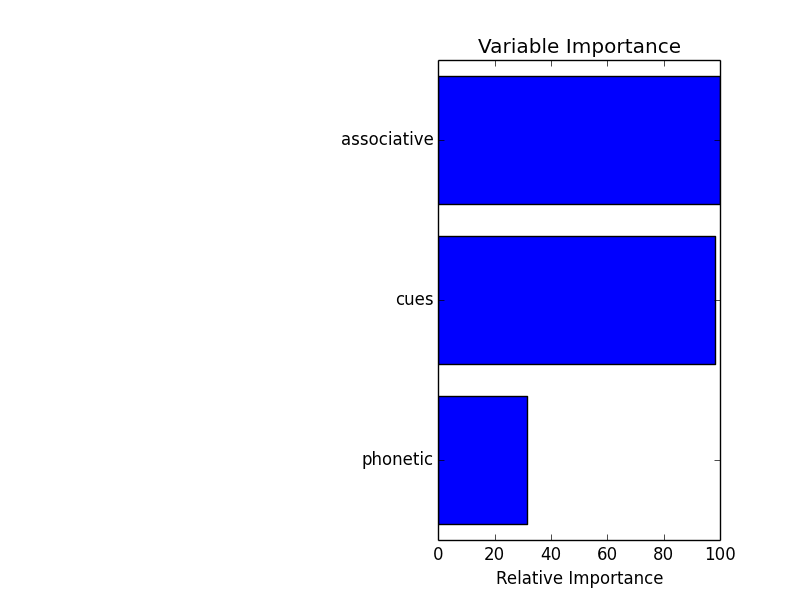 Variable Importance
associative
cues
phonetic
0 20 40 60 80 100
Relative Importance